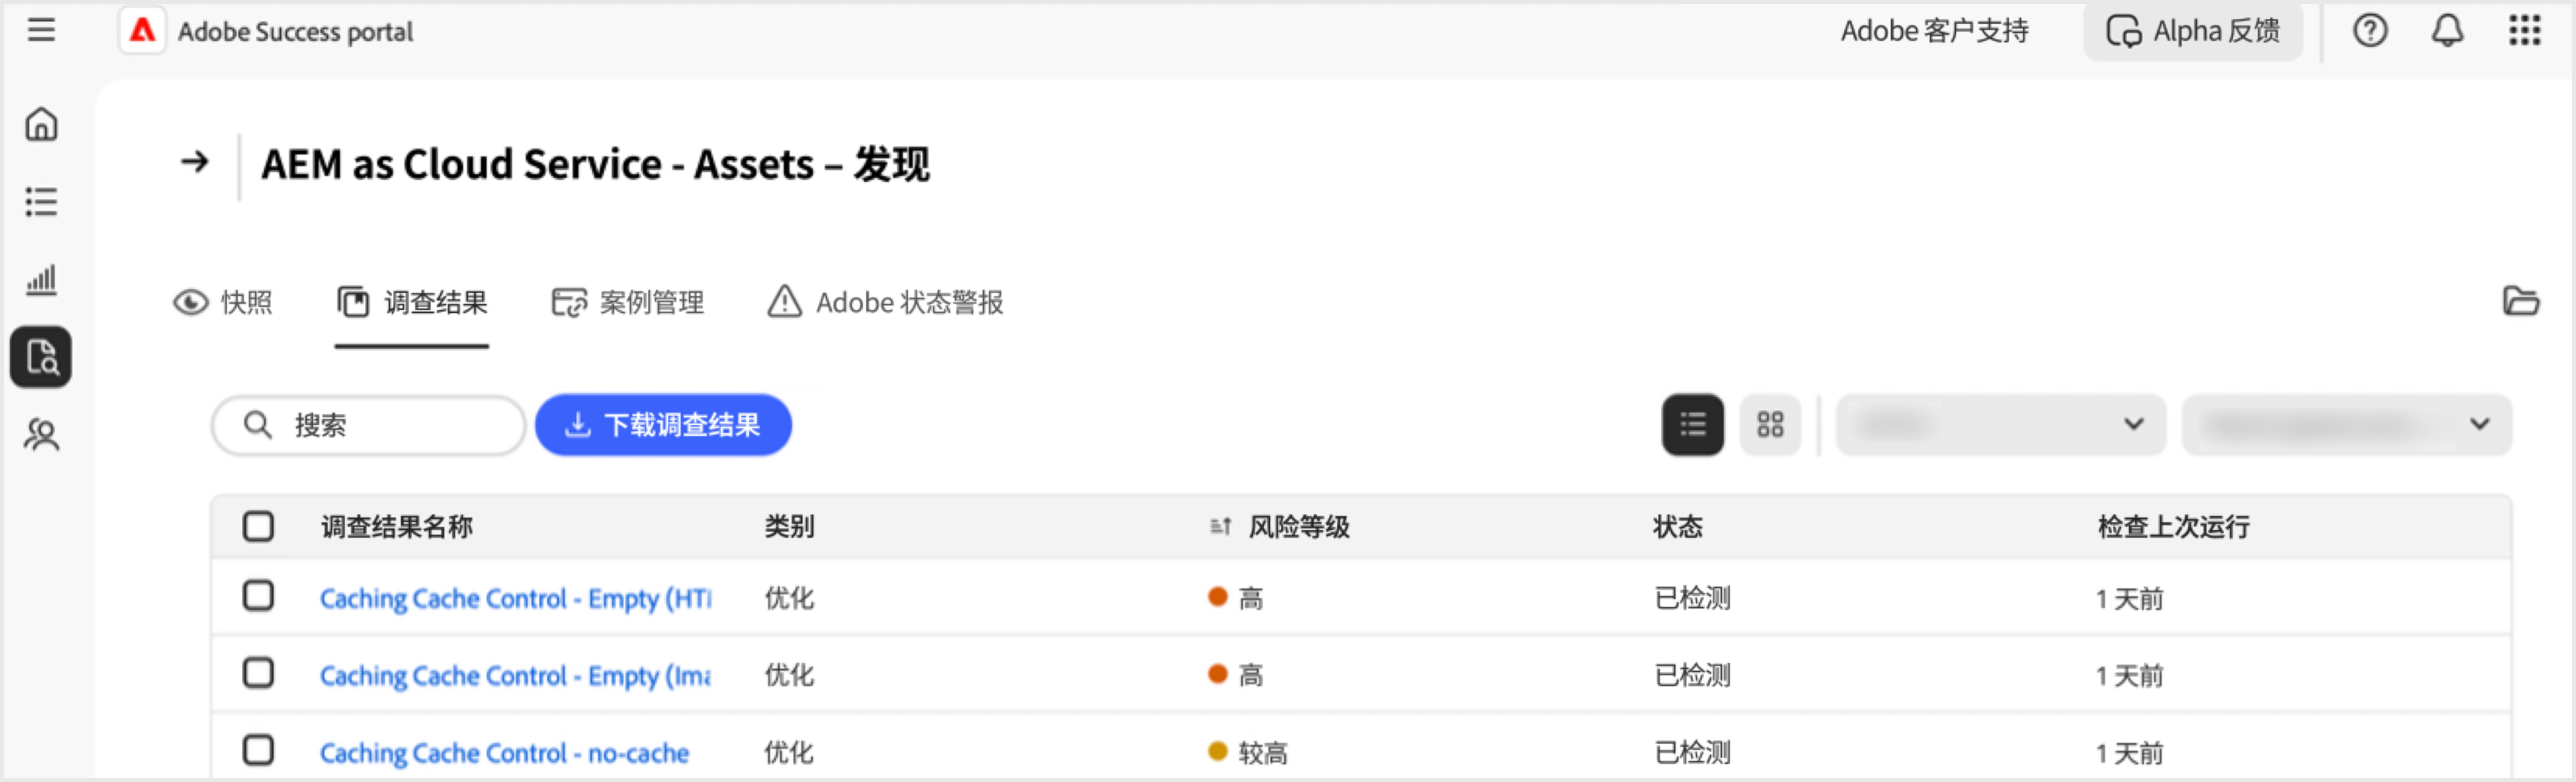 Adobe Success portal
Adobe 客户支持
Alpha 反馈
AEM as Cloud Service - Assets – 发现
快照
调查结果
案例管理
Adobe 状态警报
搜索
下载调查结果
调查结果名称 类别 风险等级 状态 检查上次运行
Caching Cache Control - Empty (HT 优化 高 已检测 1 天前
Caching Cache Control - Empty (Ima 优化 高 已检测 1 天前
Caching Cache Control - no-cache 优化 较高 已检测 1 天前